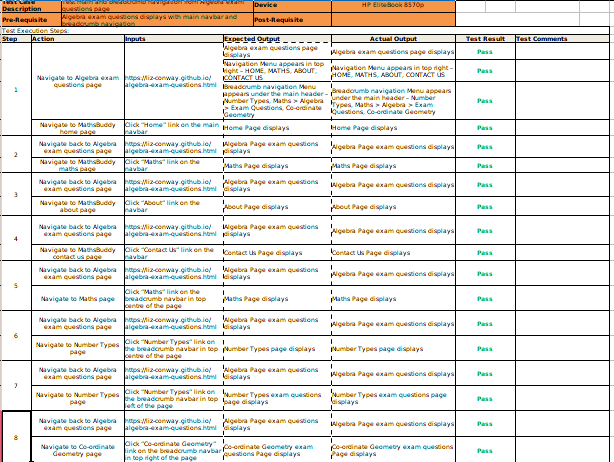 Test Case Description
Test main and breadcrumb navigation from Algebra exam questions page
Device
HP EliteBook 8570p
Pre-Requisite
Algebra exam questions displays with main navbar and breadcrumb navigation
Post-Requisite
Test Execution Steps:
Step Action Inputs Expected Output Actual Output Test Result Test Comments
1
Navigate to Algebra exam questions page
https://liz-conway.github.io/algebra-exam-questions.html
Algebra exam questions page displays
Algebra exam questions page displays
Pass
Navigation Menu appears in top right – HOME, MATHS, ABOUT, CONTACT US
Navigation Menu appears in top right – HOME, MATHS, ABOUT, CONTACT US
Pass
Breadcrumb navigation Menu appears under the main header – Number Types, Maths > Algebra > Exam Questions, Co-ordinate Geometry
Breadcrumb navigation Menu appears under the main header – Number Types, Maths > Algebra > Exam Questions, Co-ordinate Geometry
Pass
Navigate to MathsBuddy home page
Click "Home" link on the main navbar
Home Page displays
Home Page displays
Pass
2
Navigate back to Algebra exam questions page
https://liz-conway.github.io/algebra-exam-questions.html
Algebra Page exam questions displays
Algebra Page exam questions displays
Pass
Navigate to MathsBuddy maths page
Click "Maths" link on the navbar
Maths Page displays
Maths Page displays
Pass
3
Navigate back to Algebra exam questions page
https://liz-conway.github.io/algebra-exam-questions.html
Algebra Page exam questions displays
Algebra Page exam questions displays
Pass
Navigate to MathsBuddy about page
Click "About" link on the navbar
About Page displays
About Page displays
Pass
4
Navigate back to Algebra exam questions page
https://liz-conway.github.io/algebra-exam-questions.html
Algebra Page exam questions displays
Algebra Page exam questions displays
Pass
Navigate to MathsBuddy contact us page
Click "Contact Us" link on the navbar
Contact Us Page displays
Contact Us Page displays
Pass
5
Navigate back to Algebra exam questions page
https://liz-conway.github.io/algebra-exam-questions.html
Algebra Page exam questions displays
Algebra Page exam questions displays
Pass
Navigate to Maths page
Click "Maths" link on the breadcrumb navbar in top centre of the page
Maths Page displays
Maths Page displays
Pass
6
Navigate back to Algebra exam questions page
https://liz-conway.github.io/algebra-exam-questions.html
Algebra Page exam questions displays
Algebra Page exam questions displays
Pass
Navigate to Number Types page
Click "Number Types" link on the breadcrumb navbar in top centre of the page
Number Types page displays
Number Types page displays
Pass
7
Navigate back to Algebra exam questions page
https://liz-conway.github.io/algebra-exam-questions.html
Algebra Page exam questions displays
Algebra Page exam questions displays
Pass
Navigate to Number Types page
Click "Number Types" link on the breadcrumb navbar in top left of the page
Number Types exam questions page displays
Number Types exam questions page displays
Pass
8
Navigate back to Algebra exam questions page
https://liz-conway.github.io/algebra-exam-questions.html
Algebra Page exam questions displays
Algebra Page exam questions displays
Pass
Navigate to Co-ordinate Geometry page
Click "Co-ordinate Geometry" link on the breadcrumb navbar in top right of the page
Co-ordinate Geometry exam questions Page displays
Co-ordinate Geometry exam questions Page displays
Pass